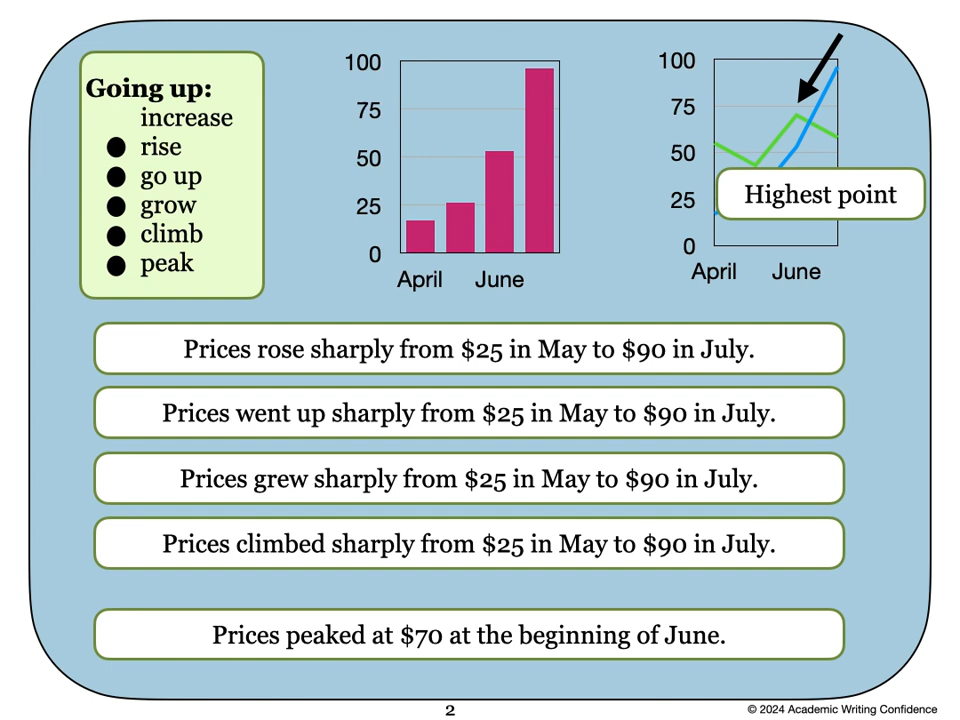 Going up:
increase
● rise
● go up
● grow
● climb
● peak
100
75
50
25
0
April June
100
75
50
25
0
April June
Highest point
Prices rose sharply from $25 in May to $90 in July.
Prices went up sharply from $25 in May to $90 in July.
Prices grew sharply from $25 in May to $90 in July.
Prices climbed sharply from $25 in May to $90 in July.
Prices peaked at $70 at the beginning of June.
2
© 2024 Academic Writing Confidence